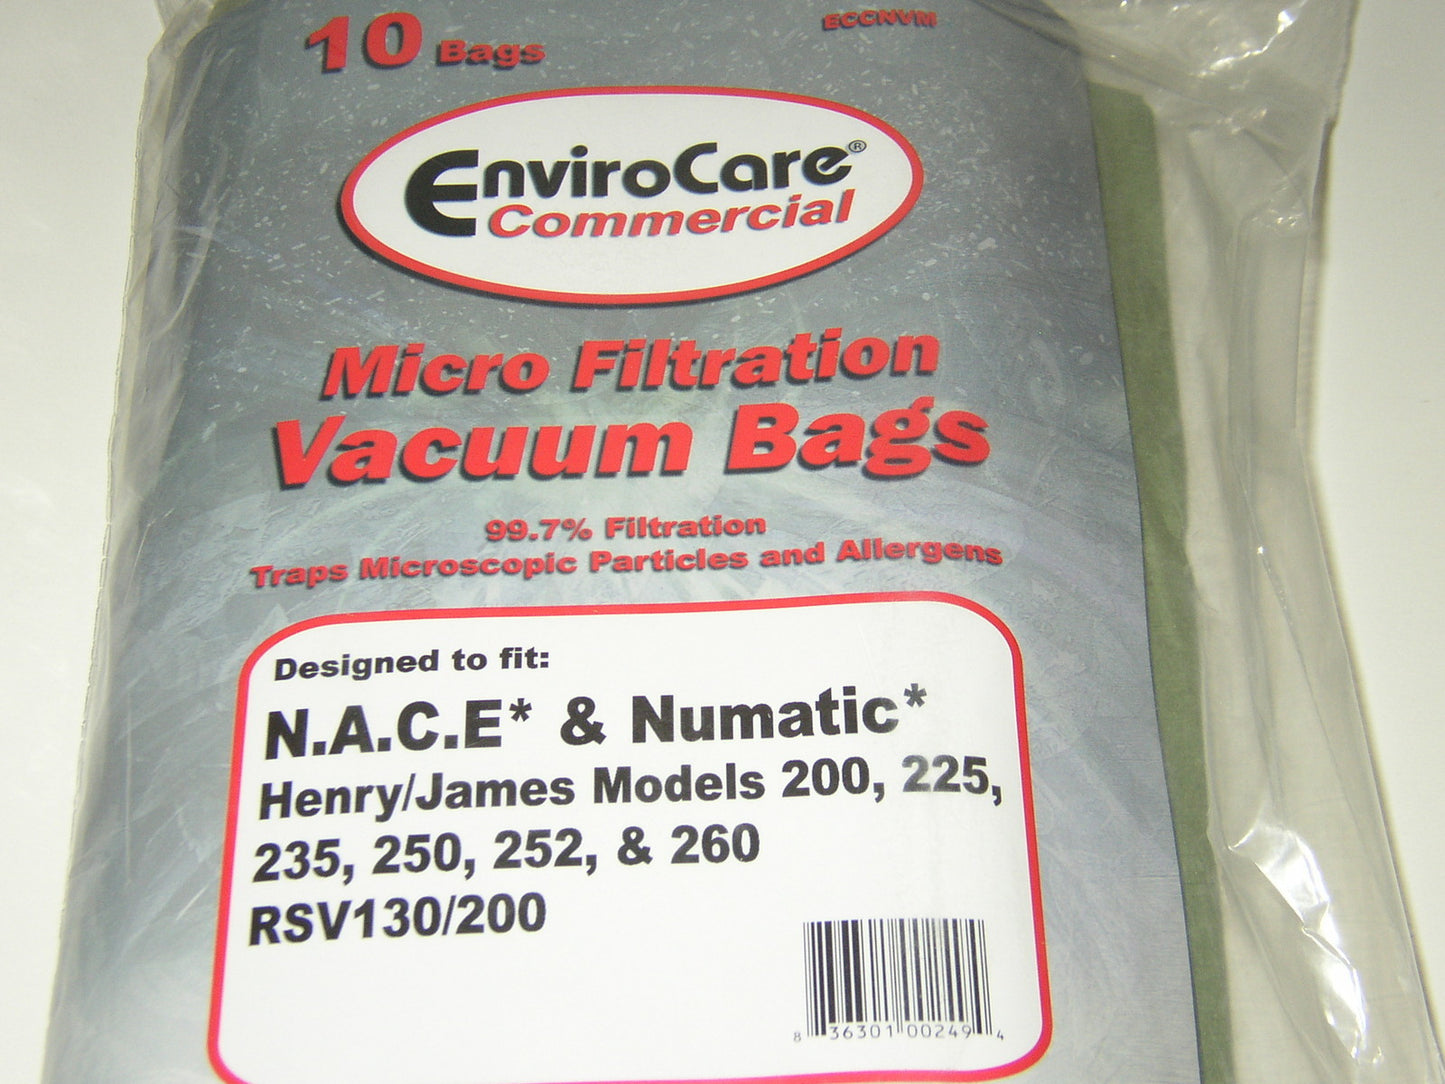 10 Bags
ECCNVM
EnviroCare®
Commercial
Micro Filtration
Vacuum Bags
99.7% Filtration
Traps Microscopic Particles and Allergens
Designed to fit:
N.A.C.E* & Numatic*
Henry/James Models 200, 225,
235, 250, 252, & 260
RSV130/200
8 36301 00249 4